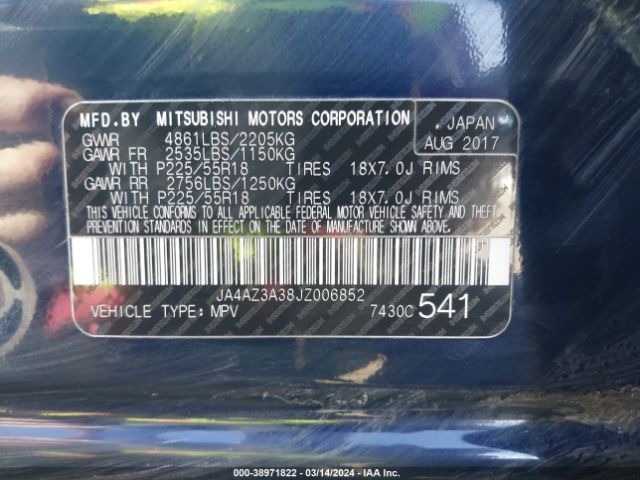 MFD.BY MITSUBISHI MOTORS CORPORATION , JAPAN
GVWR 4861LBS/2205KG AUG 2017
GAWR FR 2535LBS/1150KG
WITH P225/55R18 TIRES 18X7.0J RIMS
GAWR RR 2756LBS/1250KG
WITH P225/55R18 TIRES 18X7.0J RIMS
THIS VEHICLE CONFORMS TO ALL APPLICABLE FEDERAL MOTOR VEHICLE SAFETY AND THEFT
PREVENTION STANDARDS IN EFFECT ON THE DATE OF MANUFACTURE SHOWN ABOVE.
JA4AZ3A38JZ006852
VEHICLE TYPE: MPV 7430C 541
000-38971822 - 03/14/2024 - IAA Inc.